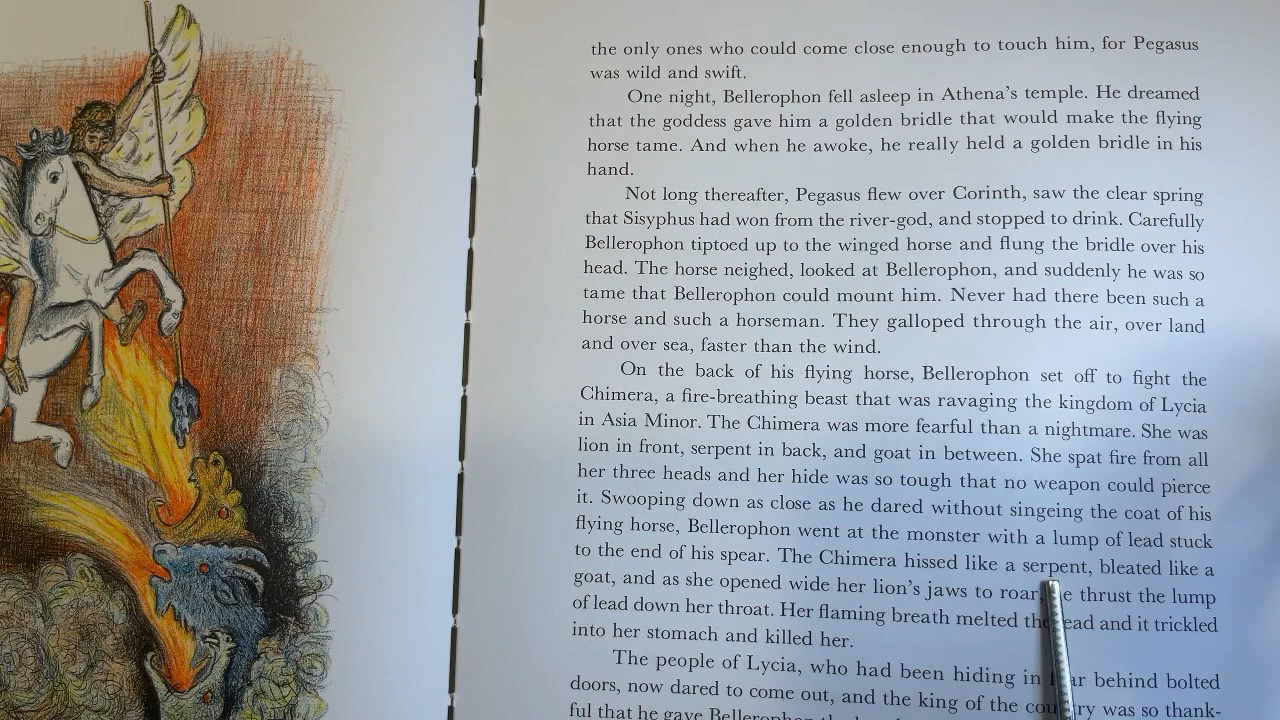 the only ones who could come close enough to touch him, for Pegasus
was wild and swift.
One night, Bellerophon fell asleep in Athena's temple. He dreamed
that the goddess gave him a golden bridle that would make the flying
horse tame. And when he awoke, he really held a golden bridle in his
hand.
Not long thereafter, Pegasus flew over Corinth, saw the clear spring
that Sisyphus had won from the river-god, and stopped to drink. Carefully
Bellerophon tiptoed up to the winged horse and flung the bridle over his
head. The horse neighed, looked at Bellerophon, and suddenly he was so
tame that Bellerophon could mount him. Never had there been such a
horse and such a horseman. They galloped through the air, over land
and over sea, faster than the wind.
On the back of his flying horse, Bellerophon set off to fight the
Chimera, a fire-breathing beast that was ravaging the kingdom of Lycia
in Asia Minor. The Chimera was more fearful than a nightmare. She was
lion in front, serpent in back, and goat in between. She spat fire from all
her three heads and her hide was so tough that no weapon could pierce
it. Swooping down as close as he dared without singeing the coat of his
flying horse, Bellerophon went at the monster with a lump of lead stuck
to the end of his spear. The Chimera hissed like a serpent, bleated like a
goat, and as she opened wide her lion's jaws to roar, thrust the lump
of lead down her throat. Her flaming breath melted and it trickled
into her stomach and killed her.
The people of Lycia, who had been hiding in behind bolted
doors, now dared to come out, and the king of the was so thank-
ful that he gave